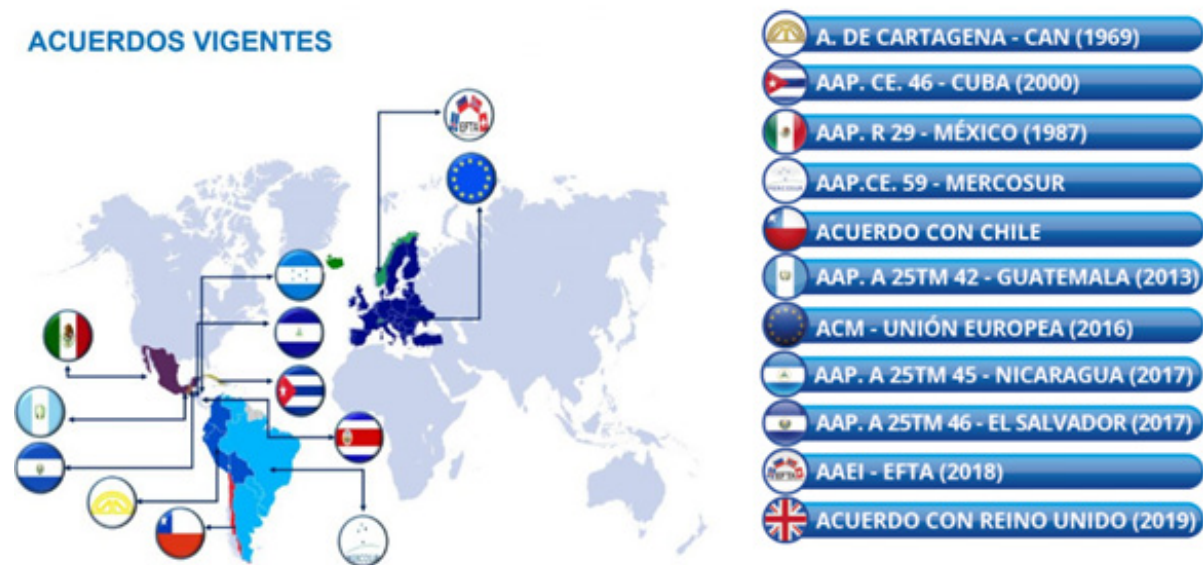 ACUERDOS VIGENTES
EFTA
A. DE CARTAGENA - CAN (1969)
AAP. CE. 46 - CUBA (2000)
AAP. R 29 - MÉXICO (1987)
AAP.CE. 59 - MERCOSUR
ACUERDO CON CHILE
AAP. A 25TM 42 - GUATEMALA (2013)
ACM - UNIÓN EUROPEA (2016)
AAP. A 25TM 45 - NICARAGUA (2017)
AAP. A 25TM 46 - EL SALVADOR (2017)
EFTA
AAEI - EFTA (2018)
ACUERDO CON REINO UNIDO (2019)